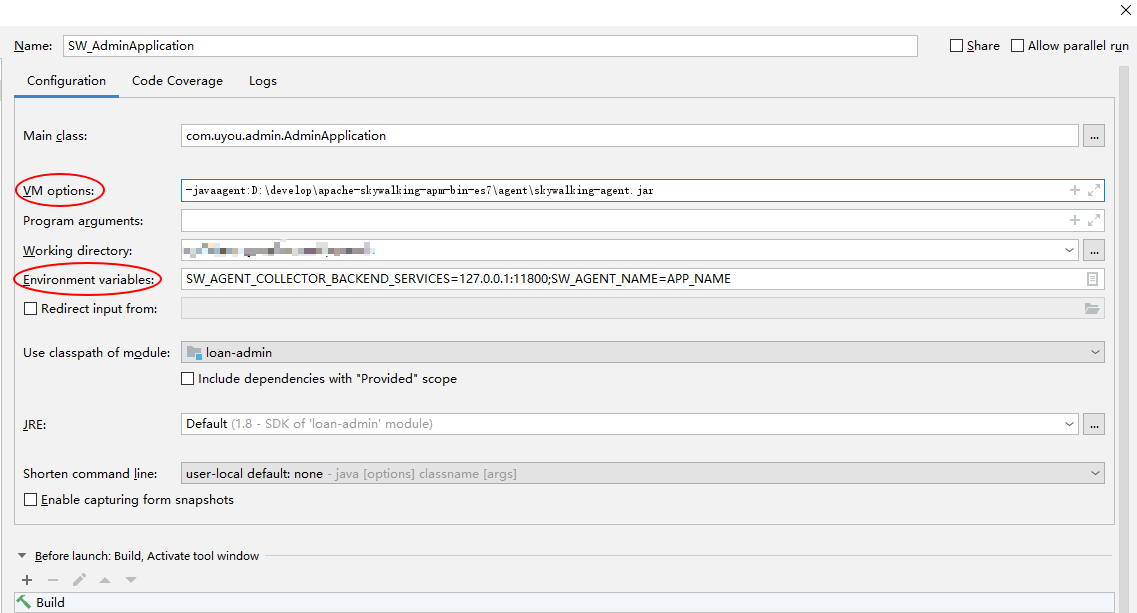 Name: SW_AdminApplication Share Allow parallel run
Configuration Code Coverage Logs
Main class: com.uyou.admin.AdminApplication ...
VM options: -javaagent:D:\develop\apache-skywalking-apm-bin-es7\agent\skywalking-agent.jar
Program arguments:
Working directory: ...
Environment variables: SW_AGENT_COLLECTOR_BACKEND_SERVICES=127.0.0.1:11800;SW_AGENT_NAME=APP_NAME
Redirect input from:
Use classpath of module: loan-admin
Include dependencies with "Provided" scope
JRE: Default (1.8 - SDK of 'loan-admin' module) ...
Shorten command line: user-local default: none - java [options] classname [args]
Enable capturing form snapshots
Before launch: Build, Activate tool window
Build